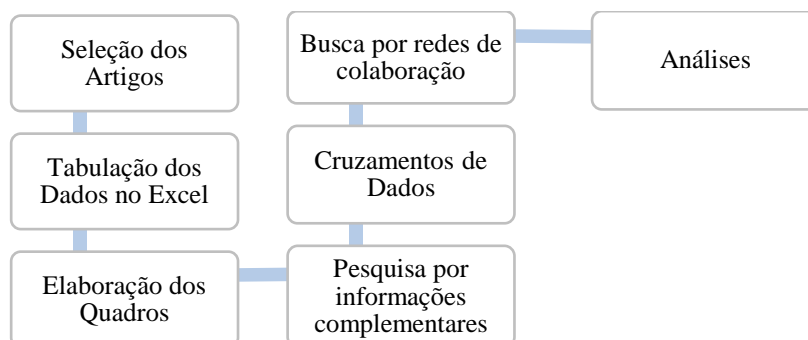 Seleção dos
Artigos
Tabulação dos
Dados no Excel
Elaboração dos
Quadros
Pesquisa por
informações
complementares
Cruzamentos de
Dados
Busca por redes de
colaboração
Análises